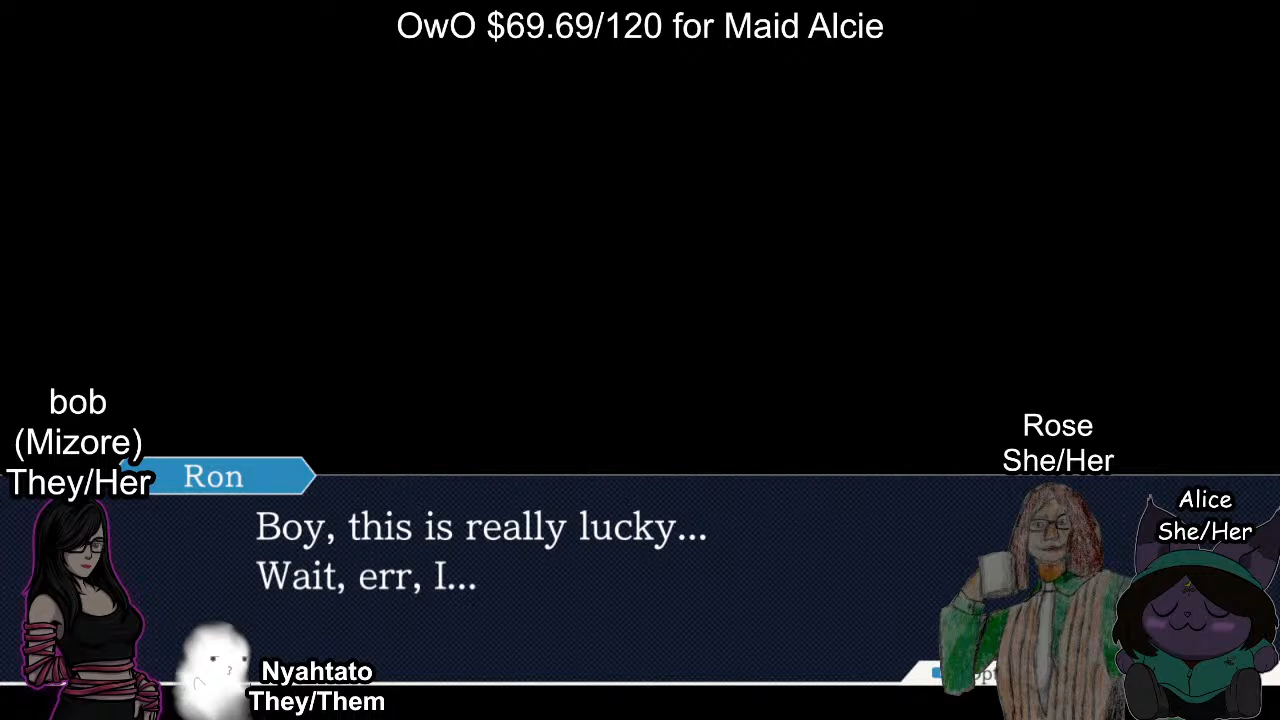 OwO $69.69/120 for Maid Alcie
bob
(Mizore)
They/Her
Ron
Boy, this is really lucky...
Wait, err, I...
Rose
She/Her
Alice
She/Her
Nyahtato
They/Them